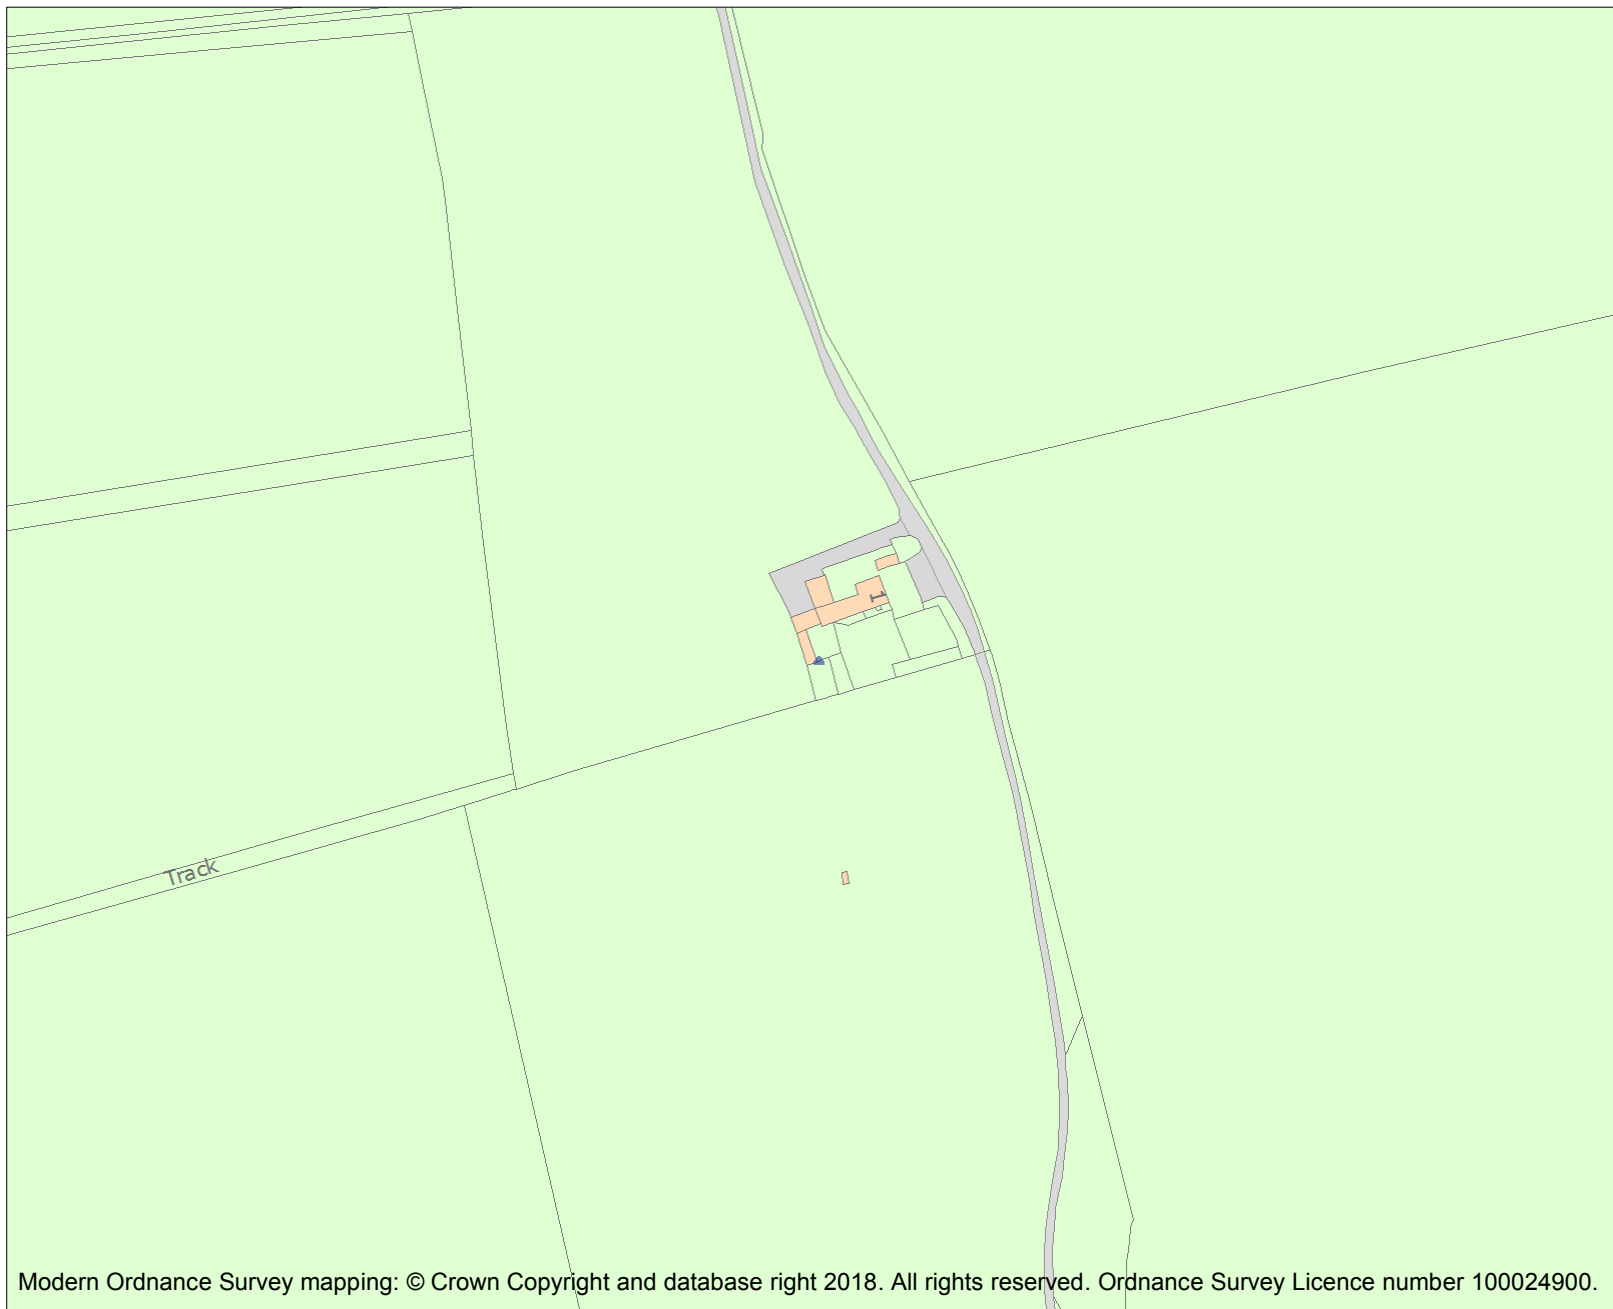 1
Track
Modern Ordnance Survey mapping: © Crown Copyright and database right 2018. All rights reserved. Ordnance Survey Licence number 100024900.